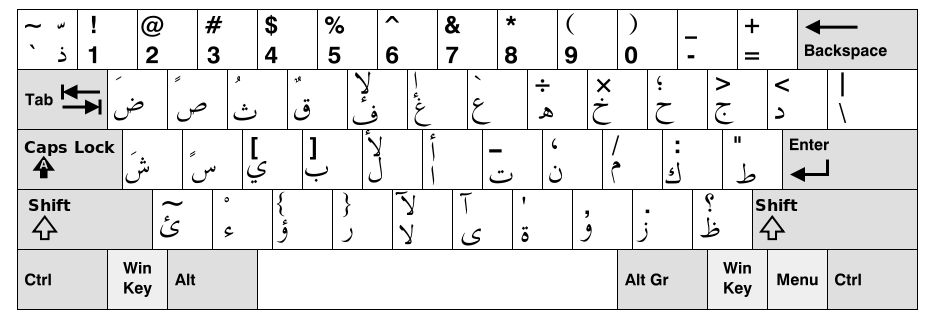 ~ ّ ! @ # $ % ^ & * ( ) _ +
` ذ 1 2 3 4 5 6 7 8 9 0 - = Backspace
Tab َ ً ُ ٌ لإ إ ` ÷ × ؛ > < |
ض ص ث ق ف غ ع ه خ ح ج د \
Caps Lock A ِ ٍ [ ] لأ أ ـ ، / : " Enter
ش س ي ب ل ا ت ن م ك ط
Shift ~ ْ { } لآ آ ' , . ؟ Shift
ئ ء ؤ ر لا ى ة و ز ظ
Ctrl Win Key Alt Alt Gr Win Key Menu Ctrl